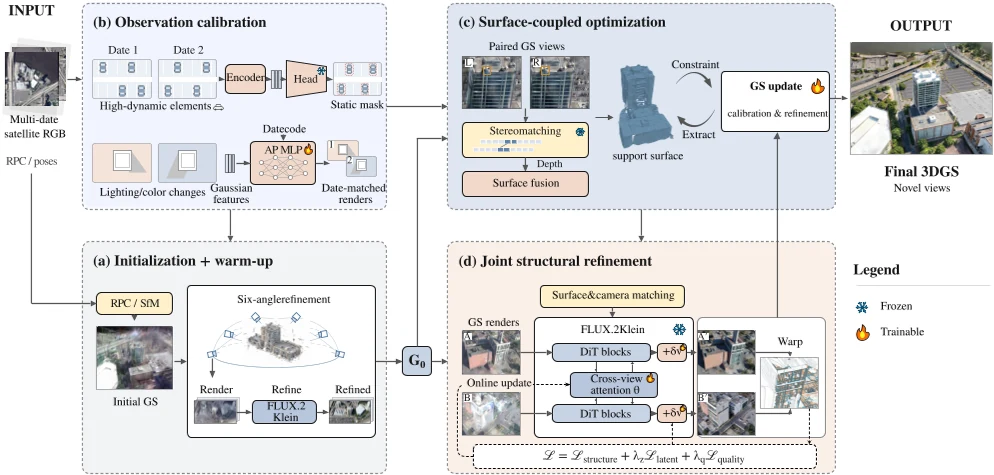 INPUT
Multi-date
satellite RGB
RPC / poses
(b) Observation calibration
Date 1
Date 2
Encoder
Head
High-dynamic elements
Static mask
Datecode
AP MLP
1
2
Lighting/color changes
Gaussian
features
Date-matched
renders
(a) Initialization + warm-up
RPC / SfM
Initial GS
Six-anglerefinement
Render
Refine
Refined
FLUX.2
Klein
G₀
(c) Surface-coupled optimization
Paired GS views
L
R
Stereomatching
Depth
Surface fusion
support surface
Constraint
Extract
GS update
calibration & refinement
(d) Joint structural refinement
Surface&camera matching
GS renders
A
B
FLUX.2Klein
DiT blocks
+δv
Cross-view
attention θ
DiT blocks
+δv
Online update
A'
B'
Warp
ℒ = ℒstructure + λzℒlatent + λqℒquality
OUTPUT
Final 3DGS
Novel views
Legend
Frozen
Trainable